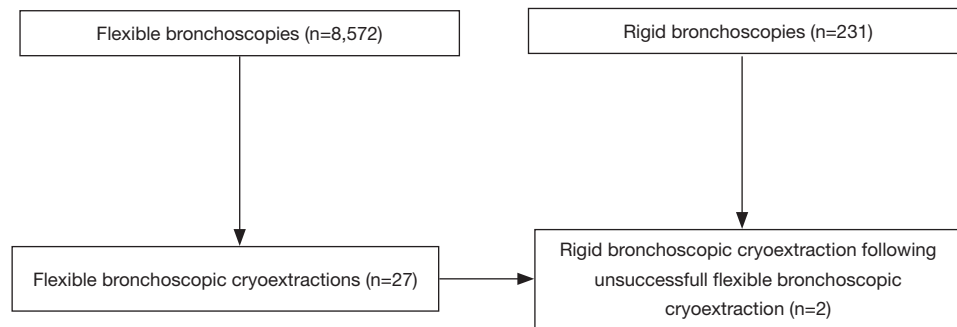 Flexible bronchoscopies (n=8,572)
Rigid bronchoscopies (n=231)
Flexible bronchoscopic cryoextractions (n=27)
Rigid bronchoscopic cryoextraction following
unsuccessfull flexible bronchoscopic
cryoextraction (n=2)